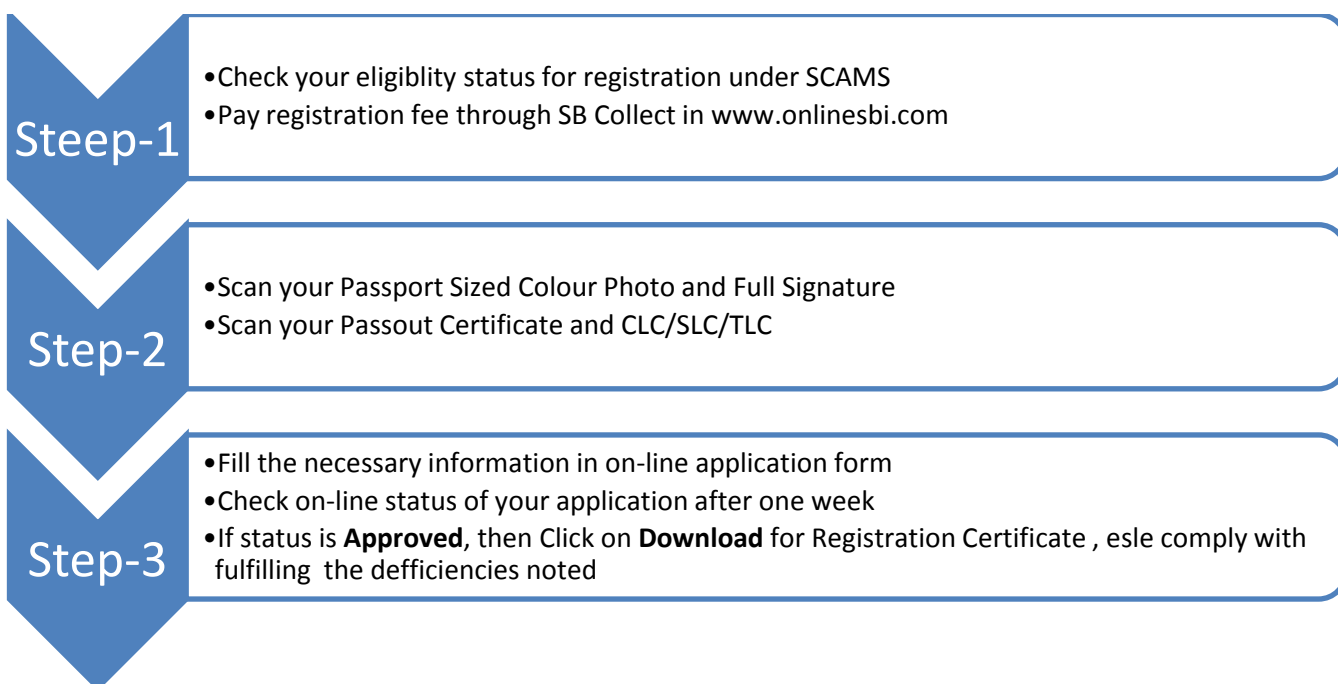 Steep-1
•Check your eligiblity status for registration under SCAMS
•Pay registration fee through SB Collect in www.onlinesbi.com
Step-2
•Scan your Passport Sized Colour Photo and Full Signature
•Scan your Passout Certificate and CLC/SLC/TLC
Step-3
•Fill the necessary information in on-line application form
•Check on-line status of your application after one week
•If status is Approved, then Click on Download for Registration Certificate , esle comply with
fulfilling the defficiencies noted